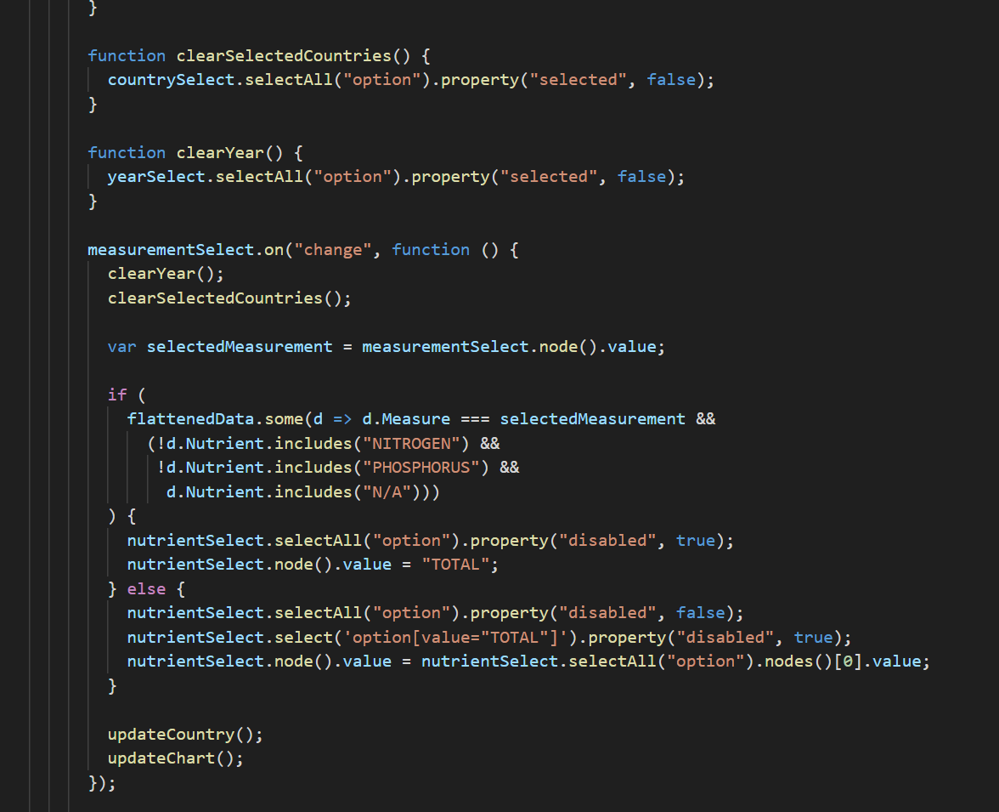 }
function clearSelectedCountries() {
countrySelect.selectAll("option").property("selected", false);
}
function clearYear() {
yearSelect.selectAll("option").property("selected", false);
}
measurementSelect.on("change", function () {
clearYear();
clearSelectedCountries();
var selectedMeasurement = measurementSelect.node().value;
if (
flattenedData.some(d => d.Measure === selectedMeasurement &&
(!d.Nutrient.includes("NITROGEN") &&
!d.Nutrient.includes("PHOSPHORUS") &&
d.Nutrient.includes("N/A")))
) {
nutrientSelect.selectAll("option").property("disabled", true);
nutrientSelect.node().value = "TOTAL";
} else {
nutrientSelect.selectAll("option").property("disabled", false);
nutrientSelect.select('option[value="TOTAL"]').property("disabled", true);
nutrientSelect.node().value = nutrientSelect.selectAll("option").nodes()[0].value;
}
updateCountry();
updateChart();
});